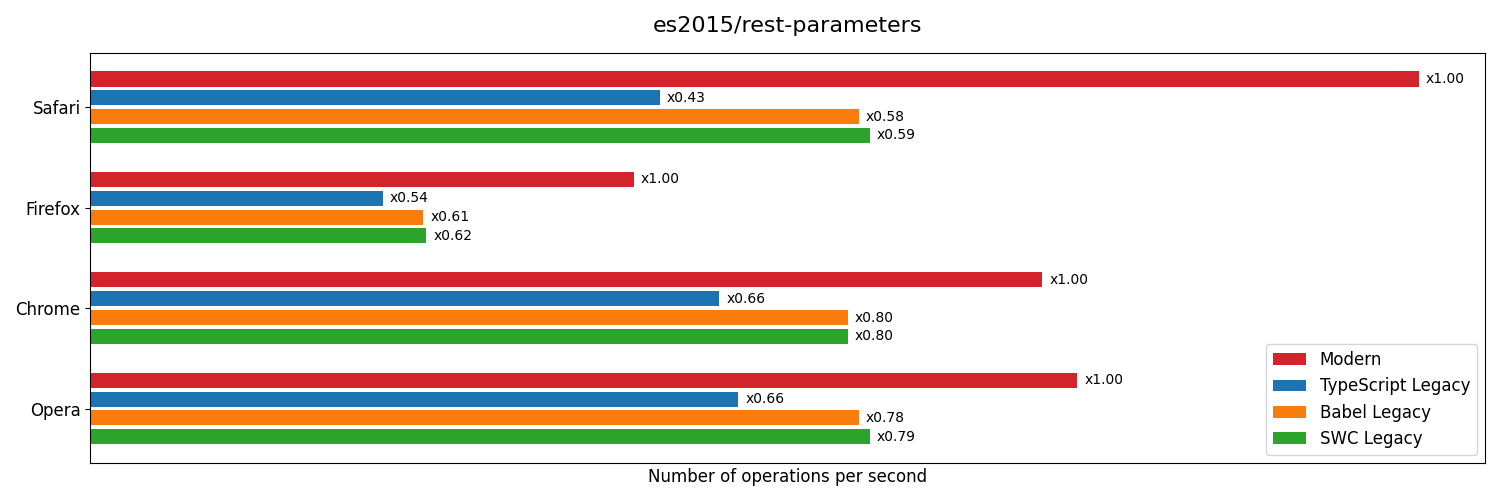 es2015/rest-parameters
Safari
x1.00
x0.43
x0.58
x0.59
Firefox
x1.00
x0.54
x0.61
x0.62
Chrome
x1.00
x0.66
x0.80
x0.80
Opera
x1.00
x0.66
x0.78
x0.79
Modern
TypeScript Legacy
Babel Legacy
SWC Legacy
Number of operations per second